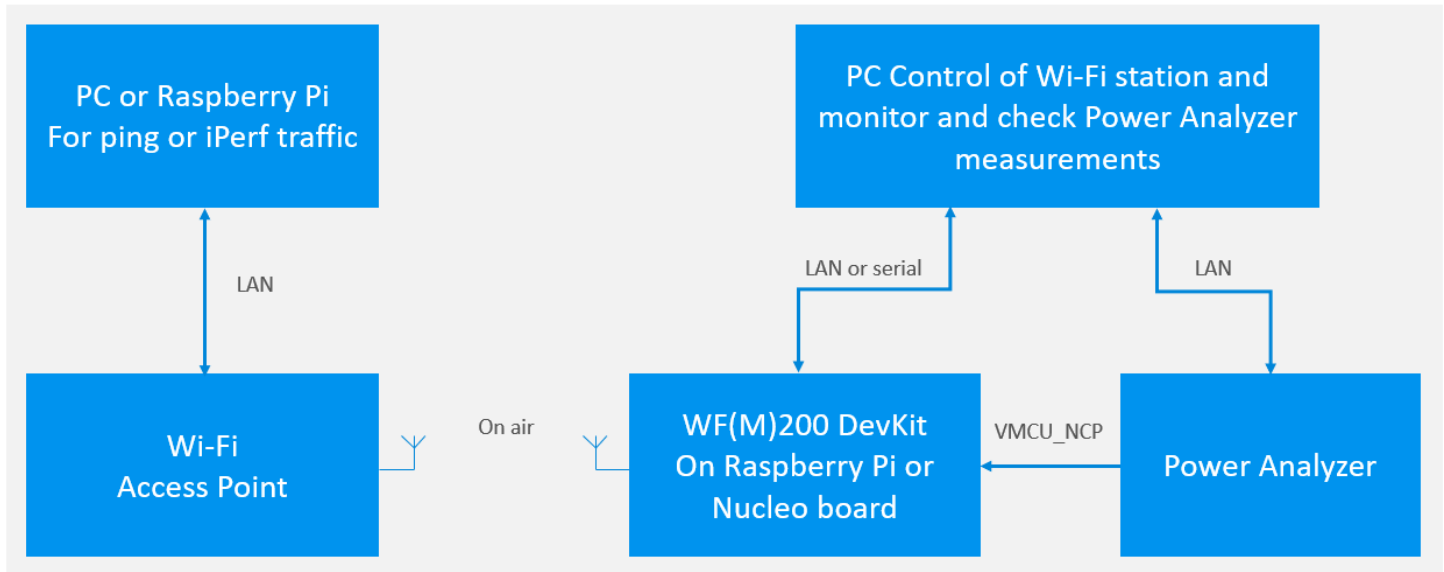 PC or Raspberry Pi
For ping or iPerf traffic
PC Control of Wi-Fi station and
monitor and check Power Analyzer
measurements
LAN
LAN or serial
LAN
Wi-Fi
Access Point
On air
WF(M)200 DevKit
On Raspberry Pi or
Nucleo board
VMCU_NCP
Power Analyzer